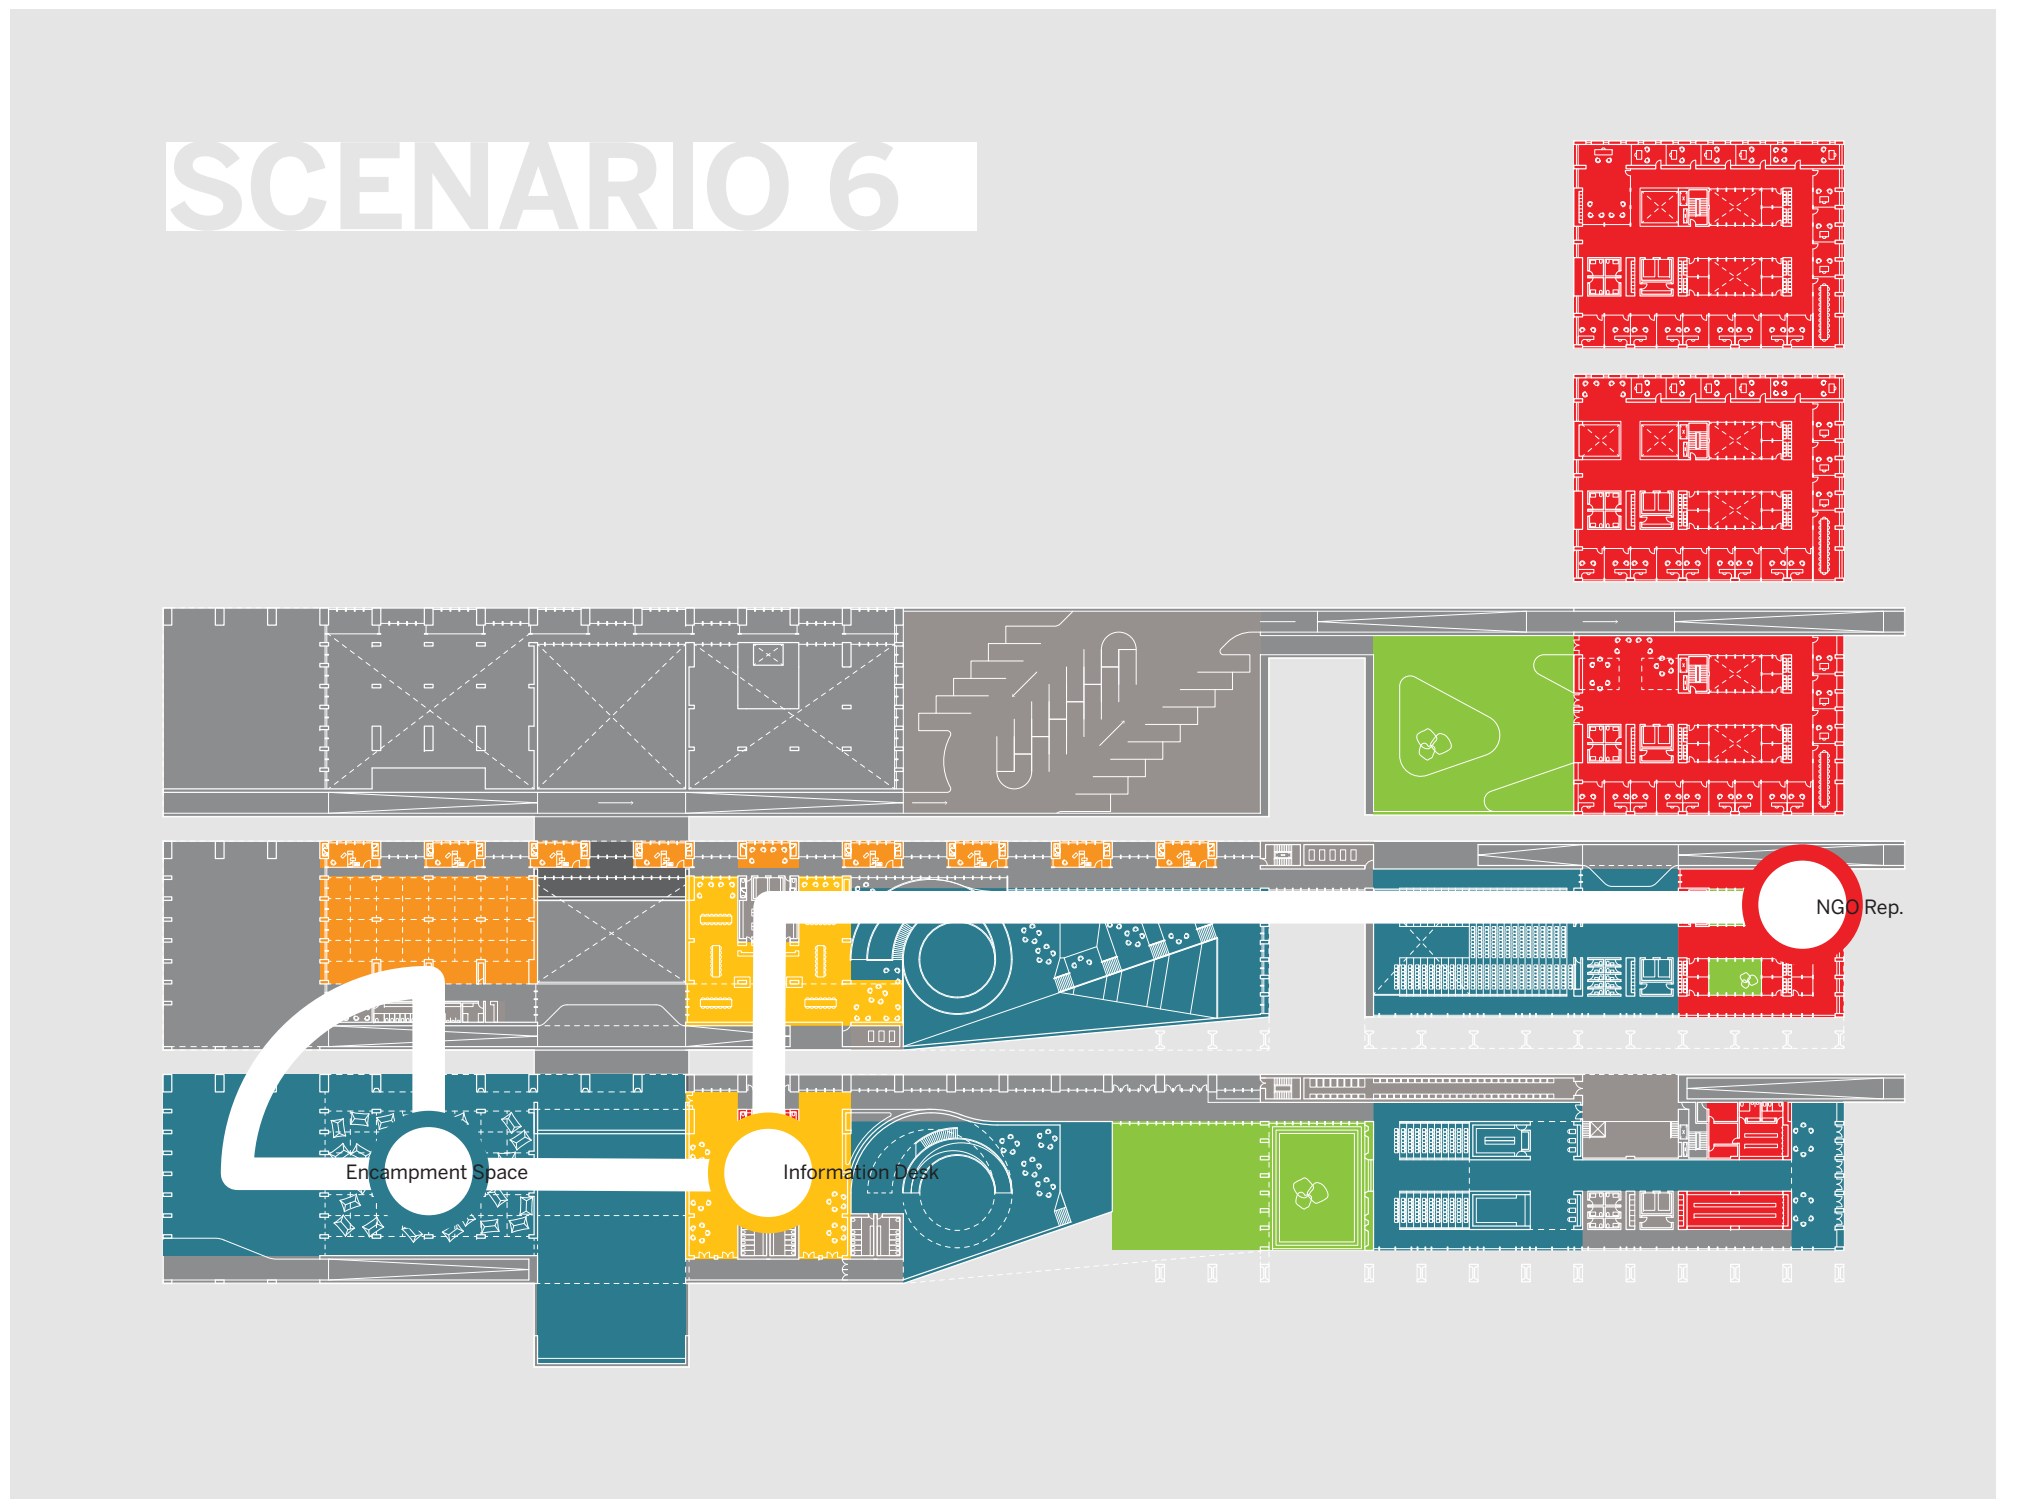 SCENARIO 6
NGO Rep.
Encampment Space
Information Desk